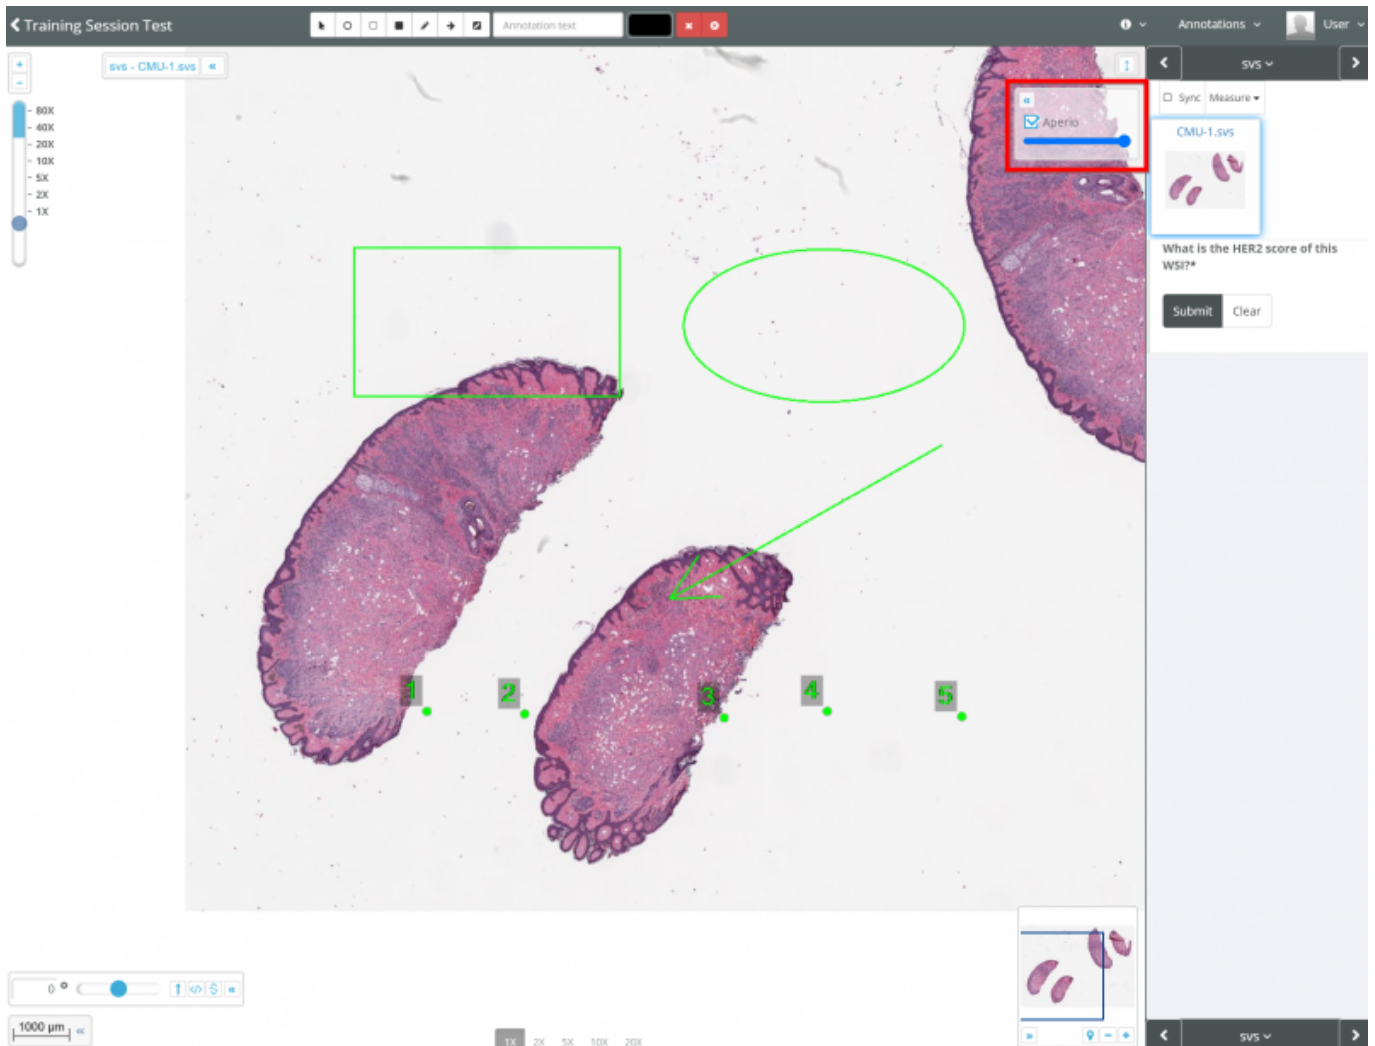 Training Session Test
Annotation text
Annotations
User
svs - CMU-1.svs «
svs
80X
40X
20X
10X
5X
2X
1X
«
Aperio
Sync Measure
CMU-1.svs
What is the HER2 score of this
WSI?*
Submit Clear
1 2 3 4 5
0 °
«
1000 µm «
1X 2X 5X 10X 20X
»
svs